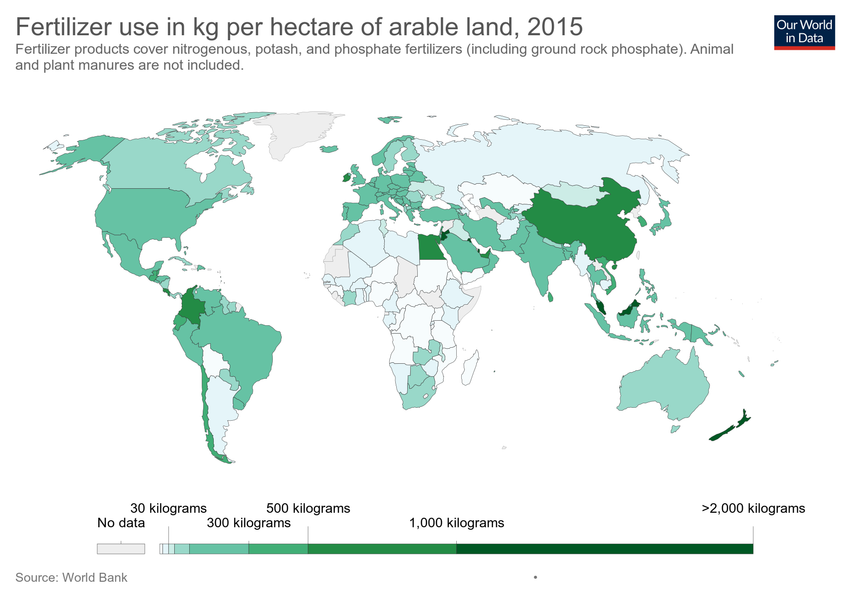 Fertilizer use in kg per hectare of arable land, 2015
Fertilizer products cover nitrogenous, potash, and phosphate fertilizers (including ground rock phosphate). Animal
and plant manures are not included.
Our World
in Data
30 kilograms
500 kilograms
>2,000 kilograms
No data
300 kilograms
1,000 kilograms
Source: World Bank